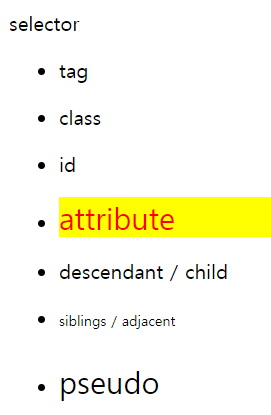 selector
tag
class
id
attribute
descendant / child
siblings / adjacent
pseudo